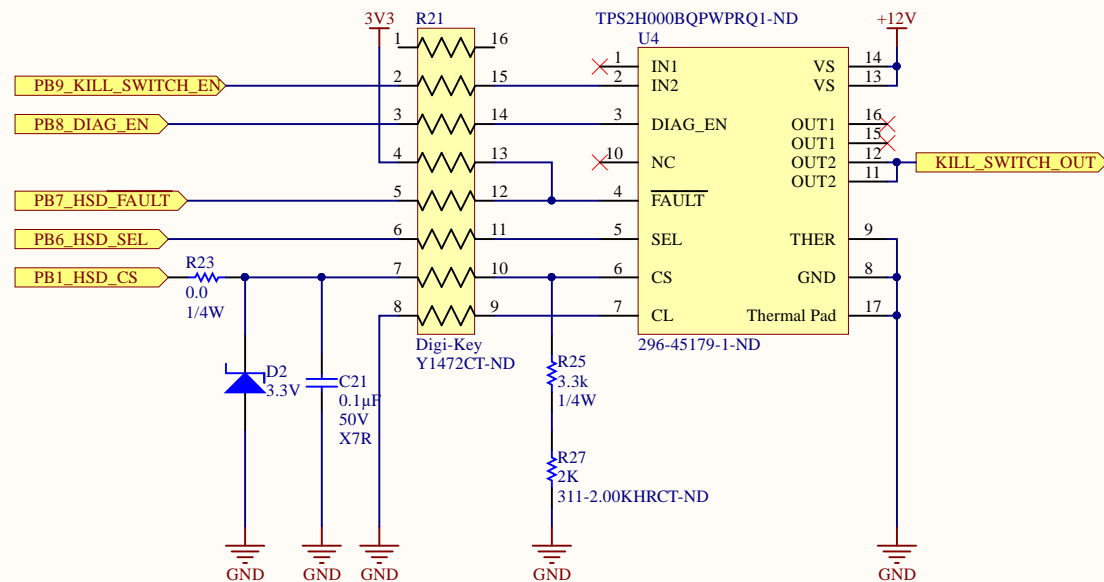 3V3
R21
TPS2H000BQPWPRQ1-ND
U4
+12V
1
16
1
IN1
VS
14
PB9_KILL_SWITCH_EN
2
15
2
IN2
VS
13
PB8_DIAG_EN
3
14
3
DIAG_EN
OUT1
16
OUT1
15
4
13
10
NC
OUT2
12
KILL_SWITCH_OUT
OUT2
11
PB7_HSD_FAULT
5
12
4
FAULT
PB6_HSD_SEL
6
11
5
SEL
THER
9
PB1_HSD_CS
R23
0.0
1/4W
7
10
6
CS
GND
8
8
9
7
CL
Thermal Pad
17
Digi-Key
Y1472CT-ND
296-45179-1-ND
D2
3.3V
C21
0.1µF
50V
X7R
R25
3.3k
1/4W
R27
2K
311-2.00KHRCT-ND
GND
GND
GND
GND
GND